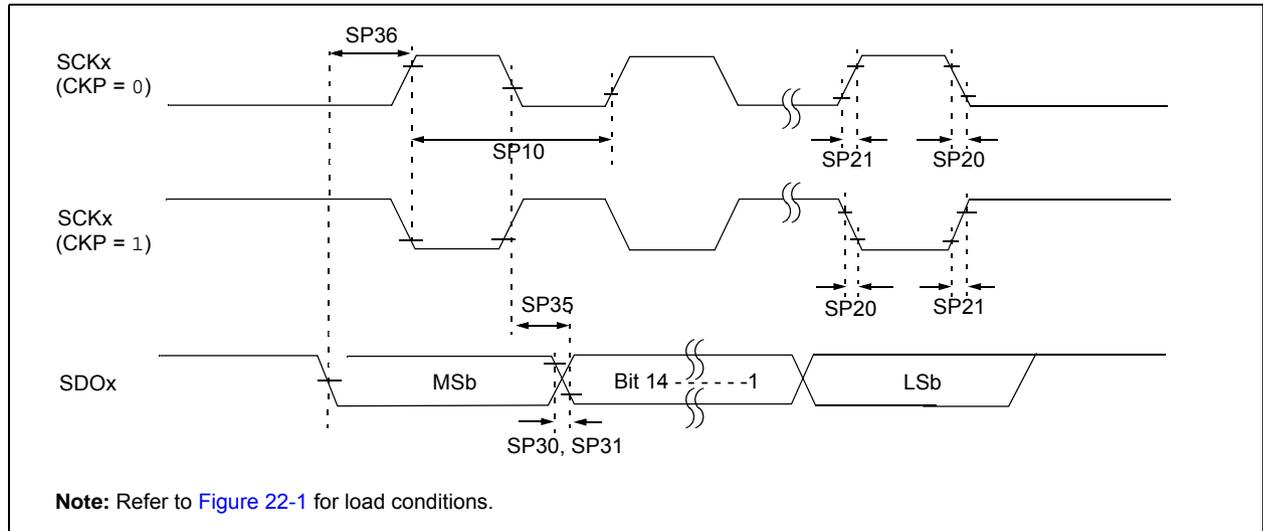 SP36
SCKx
(CKP = 0)
SP10
SP21
SP20
SCKx
(CKP = 1)
SP35
SP20
SP21
SDOx
MSb
Bit 14 - - - - - -1
LSb
SP30, SP31
Note: Refer to Figure 22-1 for load conditions.